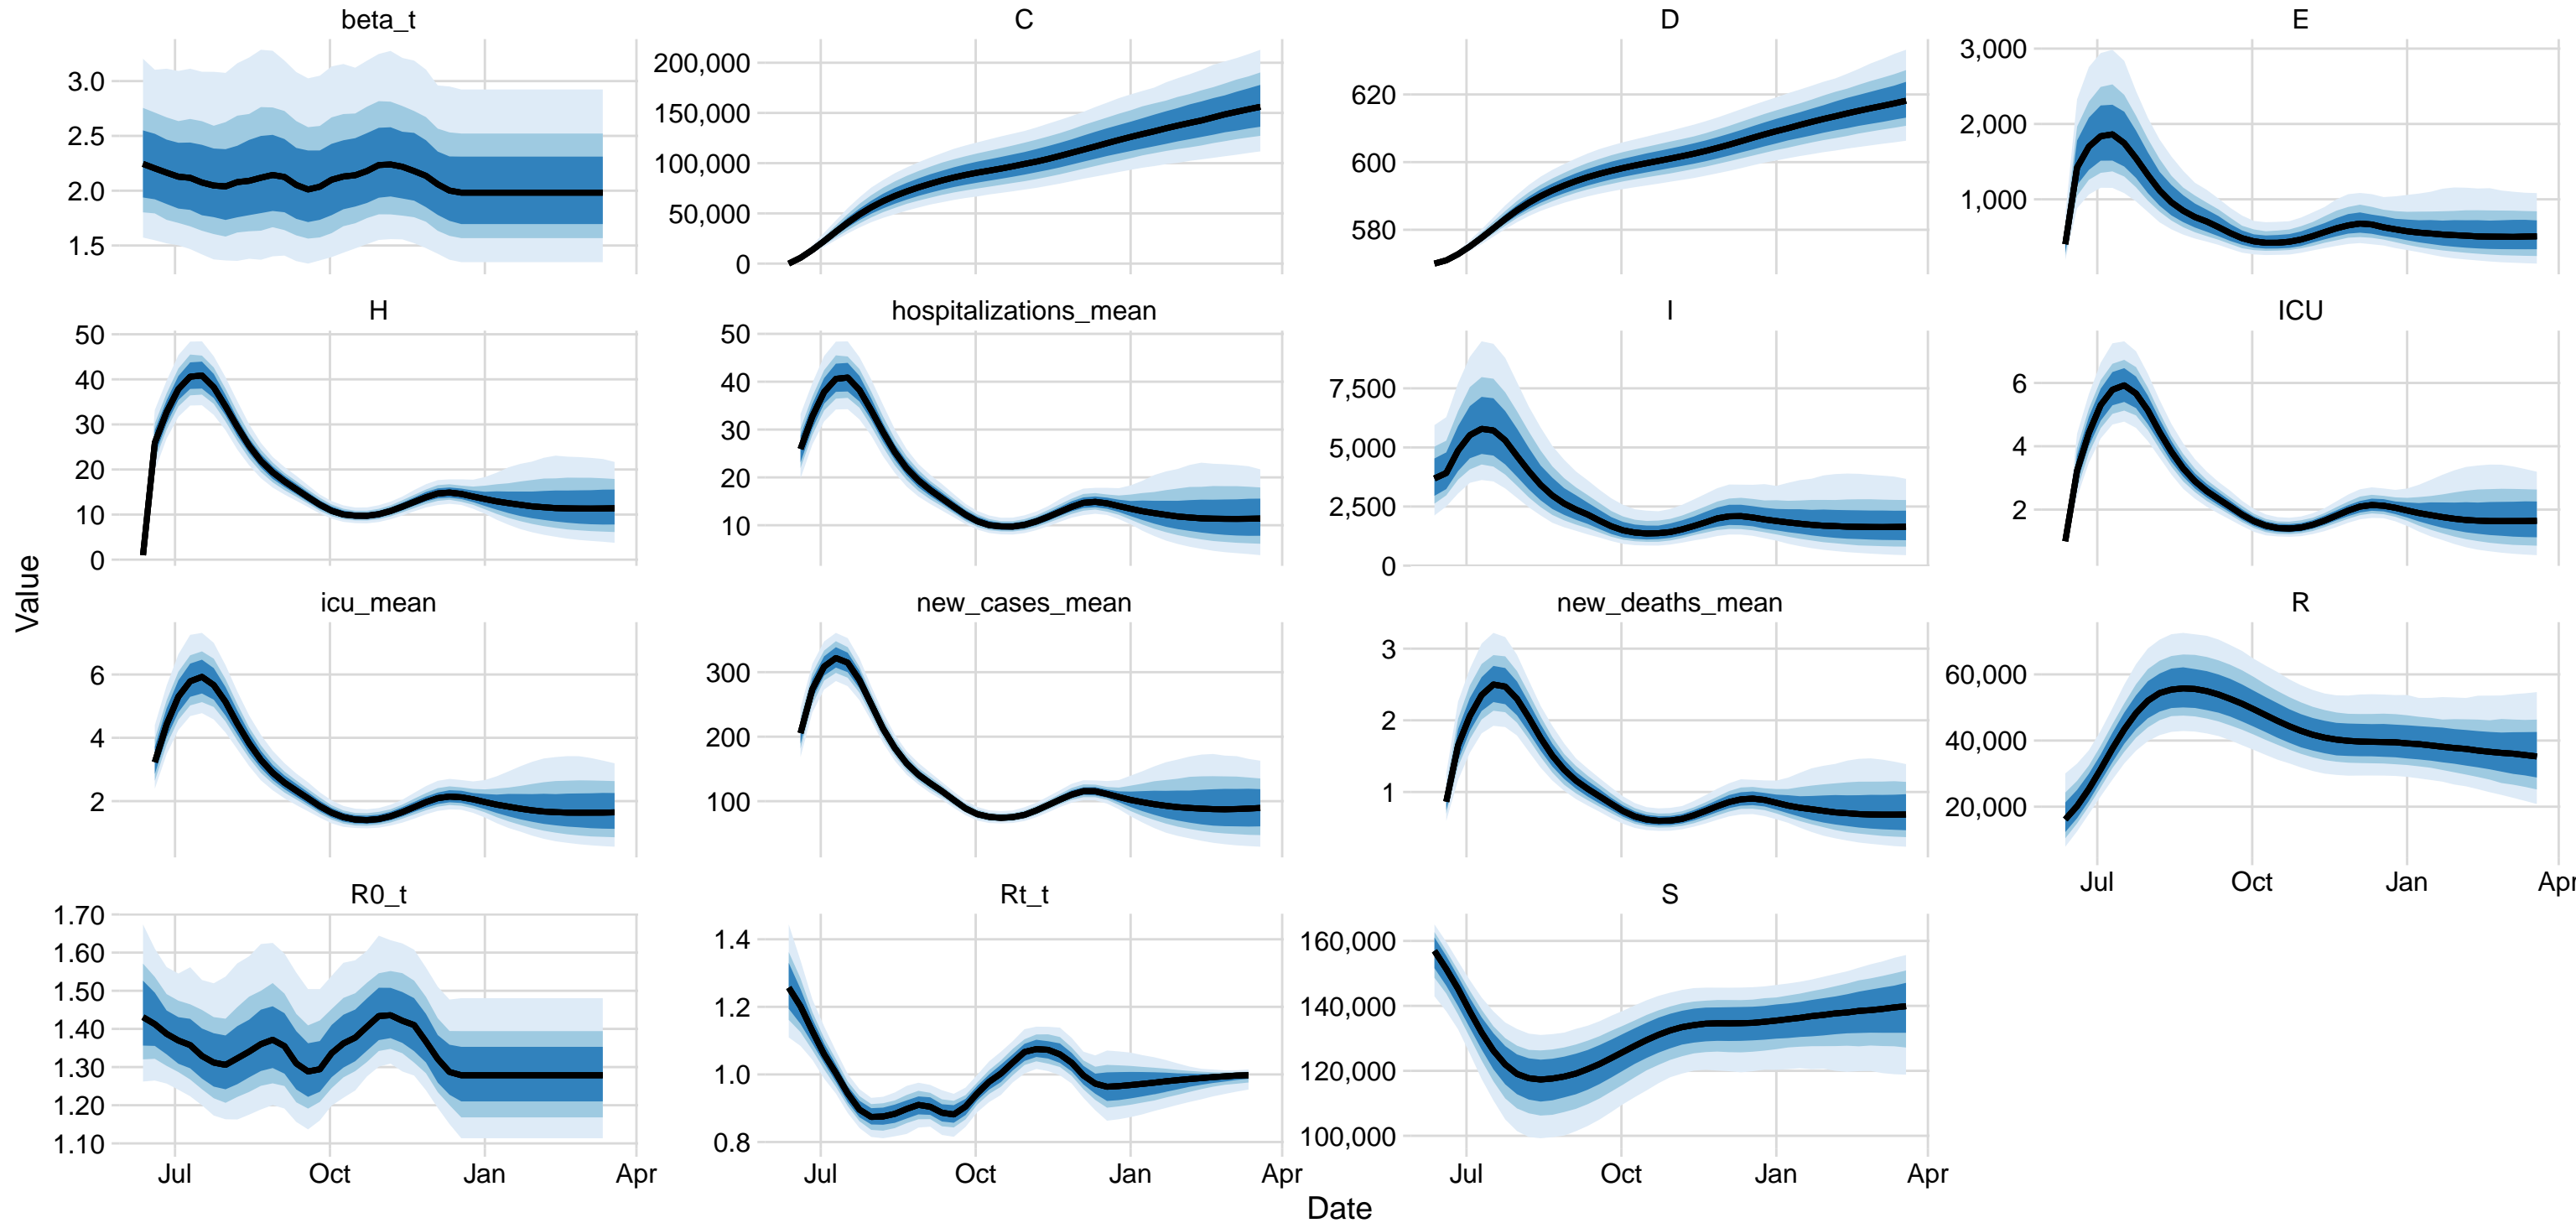 beta_t
3.0
2.5
2.0
1.5
C
200,000
150,000
100,000
50,000
0
D
620
600
580
E
3,000
2,000
1,000
H
50
40
30
20
10
0
hospitalizations_mean
50
40
30
20
10
I
7,500
5,000
2,500
0
ICU
6
4
2
Value
icu_mean
6
4
2
new_cases_mean
300
200
100
new_deaths_mean
3
2
1
R
60,000
40,000
20,000
Jul Oct Jan Apr
R0_t
1.70
1.60
1.50
1.40
1.30
1.20
1.10
Jul Oct Jan Apr
Rt_t
1.4
1.2
1.0
0.8
Jul Oct Jan Apr
S
160,000
140,000
120,000
100,000
Jul Oct Jan Apr
Date